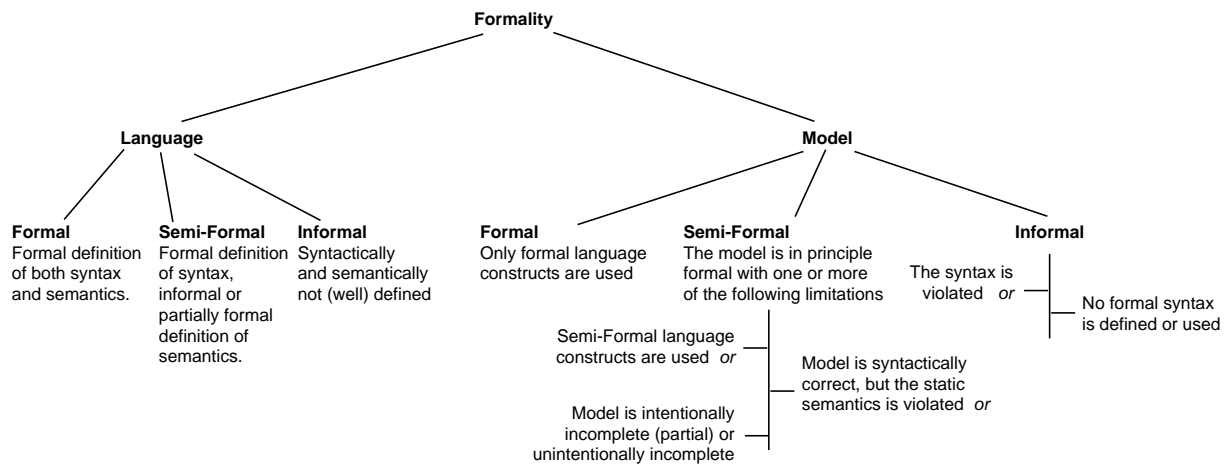 Formality
Language
Model
Formal
Formal definition
of both syntax
and semantics.
Semi-Formal
Formal definition
of syntax,
informal or
partially formal
definition of
semantics.
Informal
Syntactically
and semantically
not (well) defined
Formal
Only formal language
constructs are used
Semi-Formal
The model is in principle
formal with one or more
of the following limitations
Semi-Formal language
constructs are used or
Model is syntactically
correct, but the static
semantics is violated or
Model is intentionally
incomplete (partial) or
unintentionally incomplete
Informal
The syntax is
violated or
No formal syntax
is defined or used